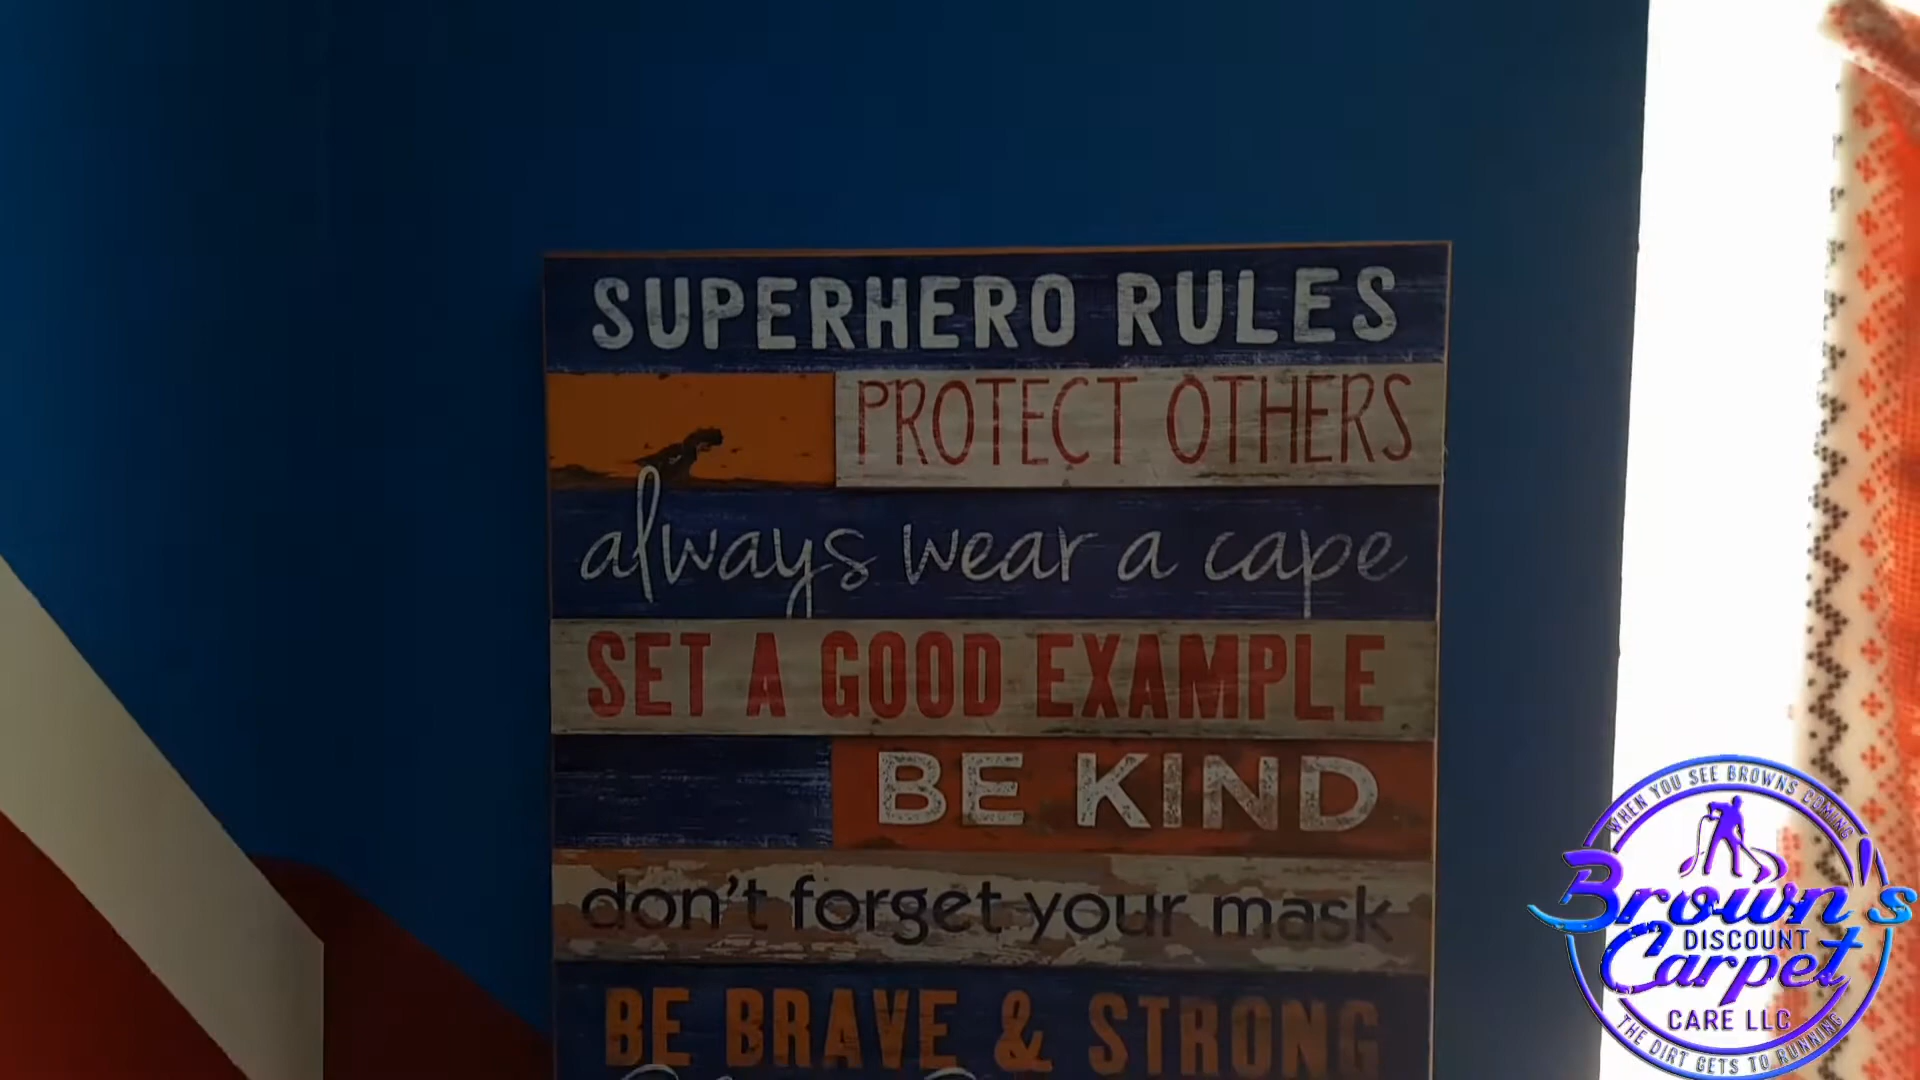 SUPERHERO RULES
PROTECT OTHERS
always wear a cape
SET A GOOD EXAMPLE
BE KIND
don't forget your mask
BE BRAVE & STRONG
WHEN YOU SEE BROWNS COMING
Brown's
DISCOUNT
Carpet
CARE LLC
THE DIRT GETS TO RUNNING